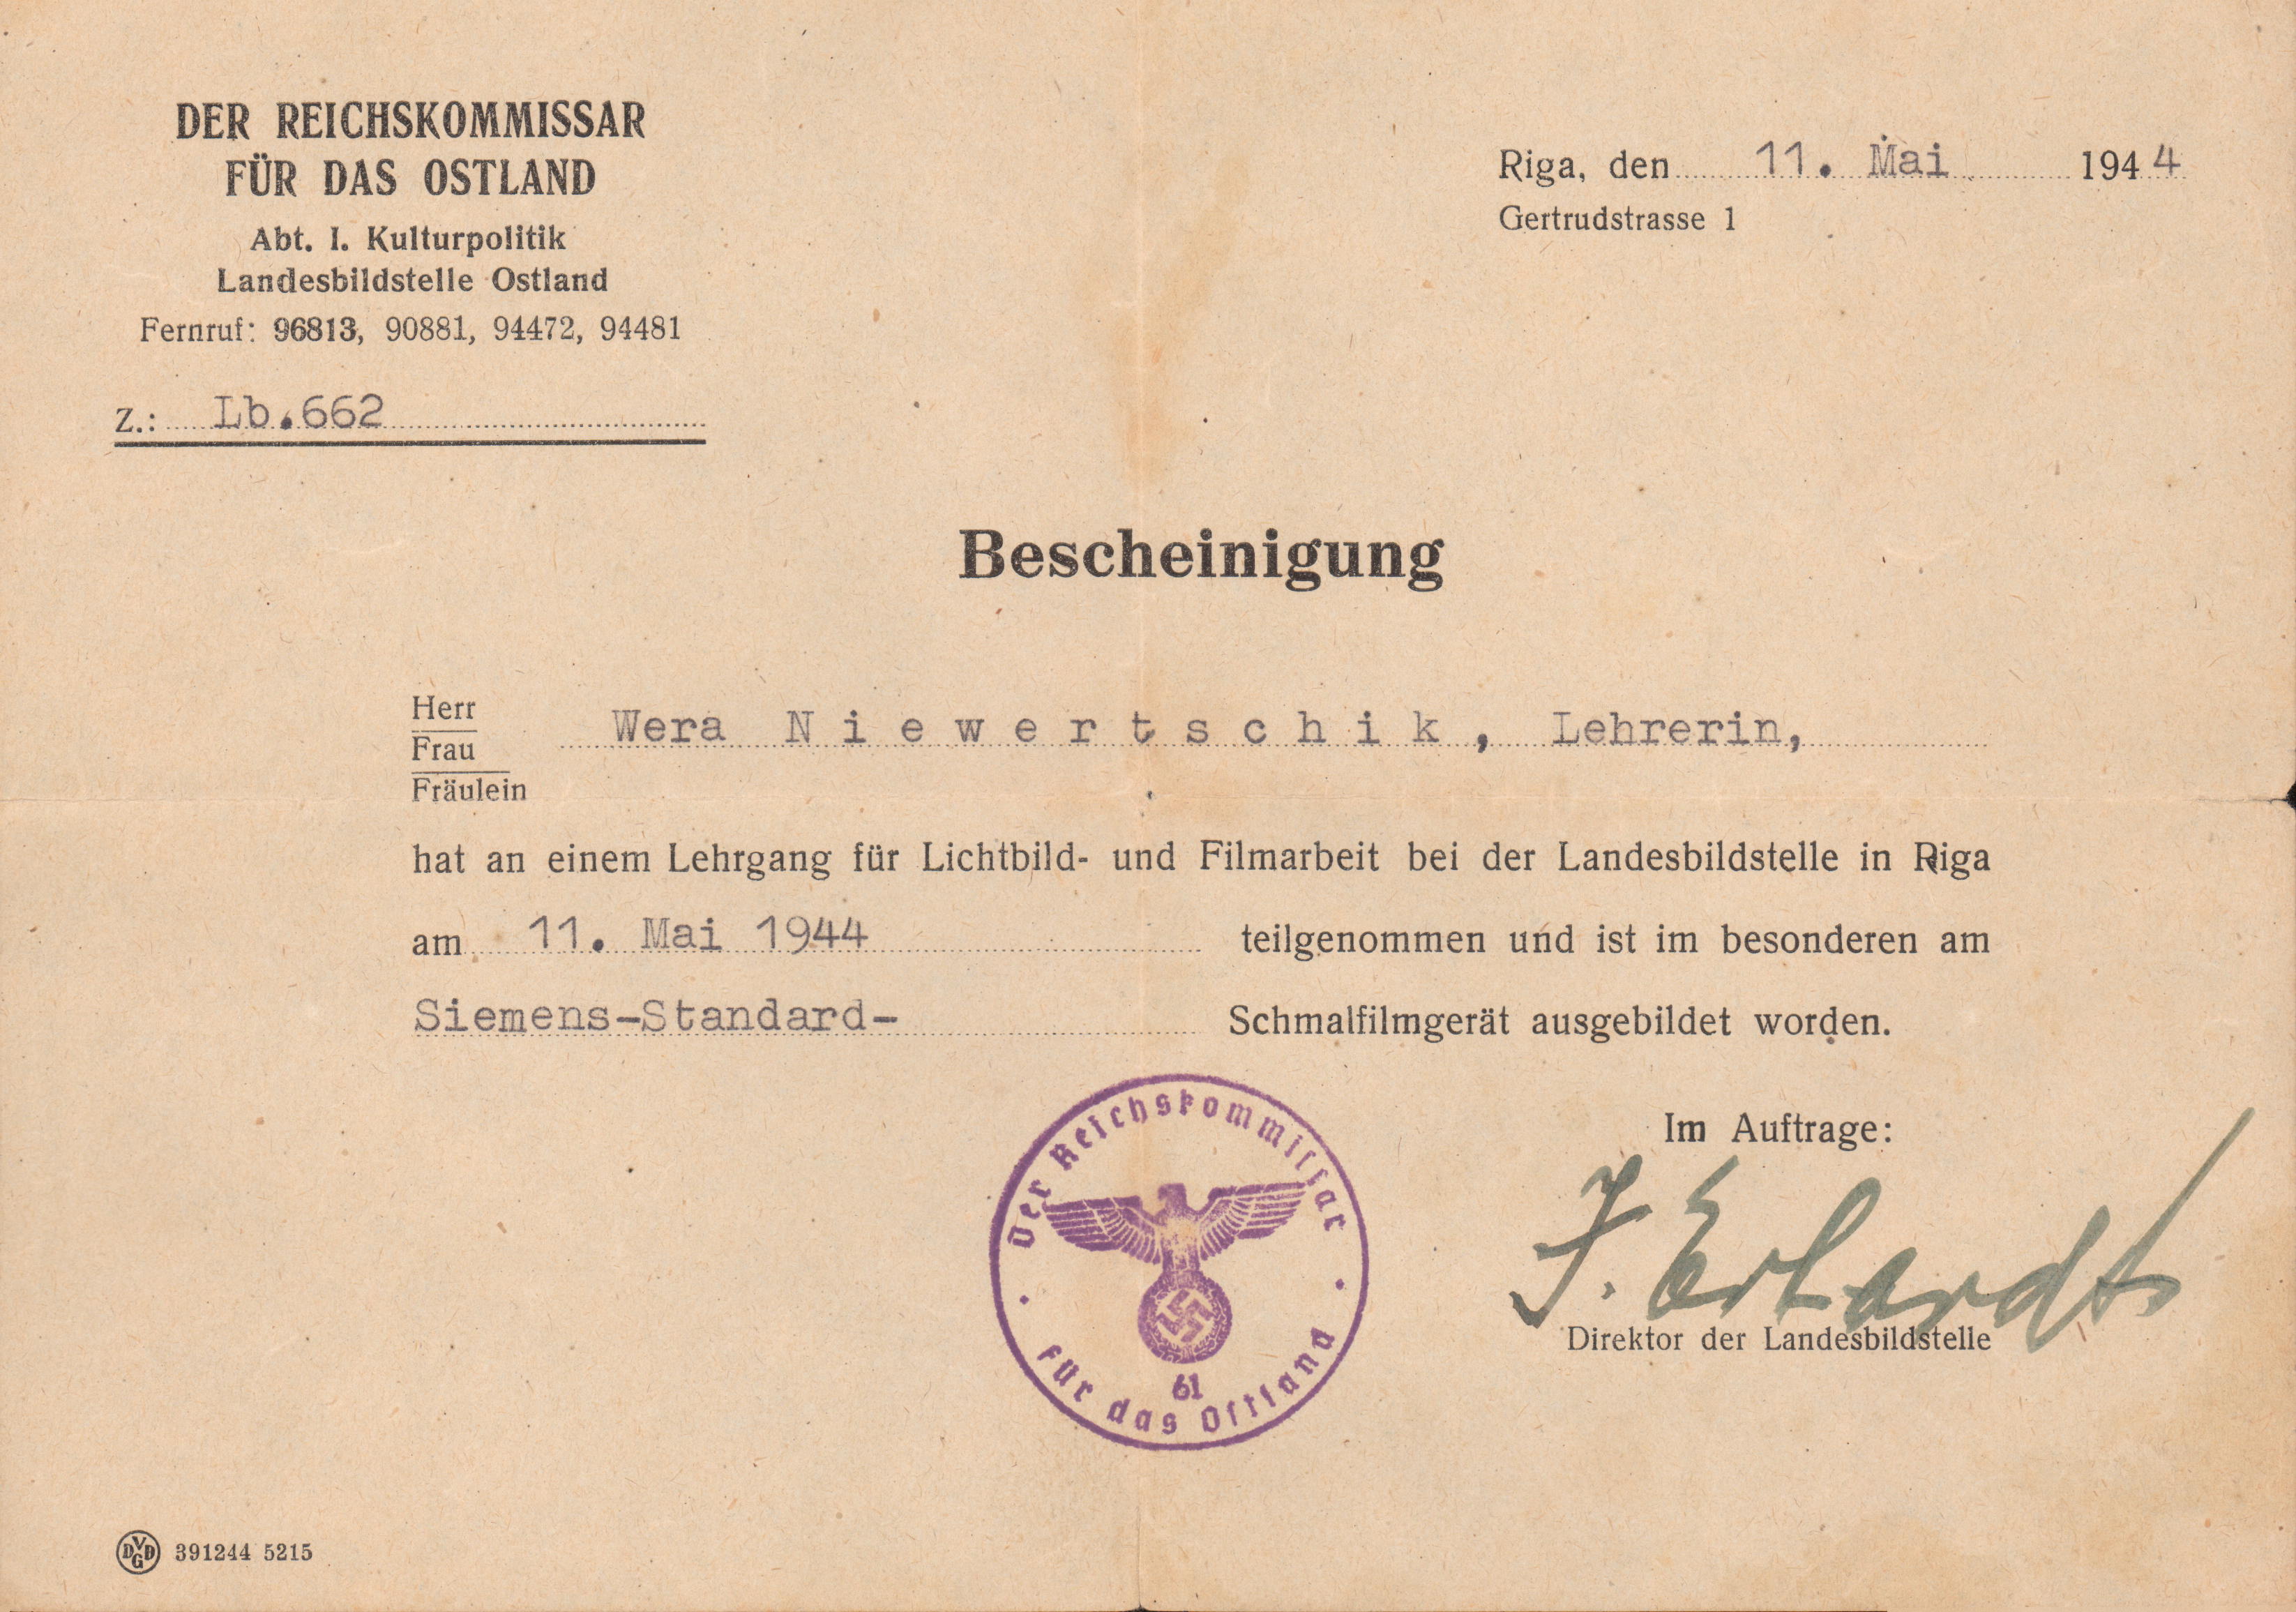 DER REICHSKOMMISSAR
FÜR DAS OSTLAND
Abt. I. Kulturpolitik
Landesbildstelle Ostland
Fernruf: 96813, 90881, 94472, 94481
Z.: Lb.662
Riga, den 11. Mai 1944
Gertrudstrasse 1
Bescheinigung
Herr
Frau
Fräulein
Wera Niewertschik, Lehrerin,
hat an einem Lehrgang für Lichtbild- und Filmarbeit bei der Landesbildstelle in Riga
am 11. Mai 1944 teilgenommen und ist im besonderen am
Siemens-Standard- Schmalfilmgerät ausgebildet worden.
Der Reichskommissar
für das Ostland
61
Im Auftrage:
J. Erhardt
Direktor der Landesbildstelle
DVGD 391244 5215